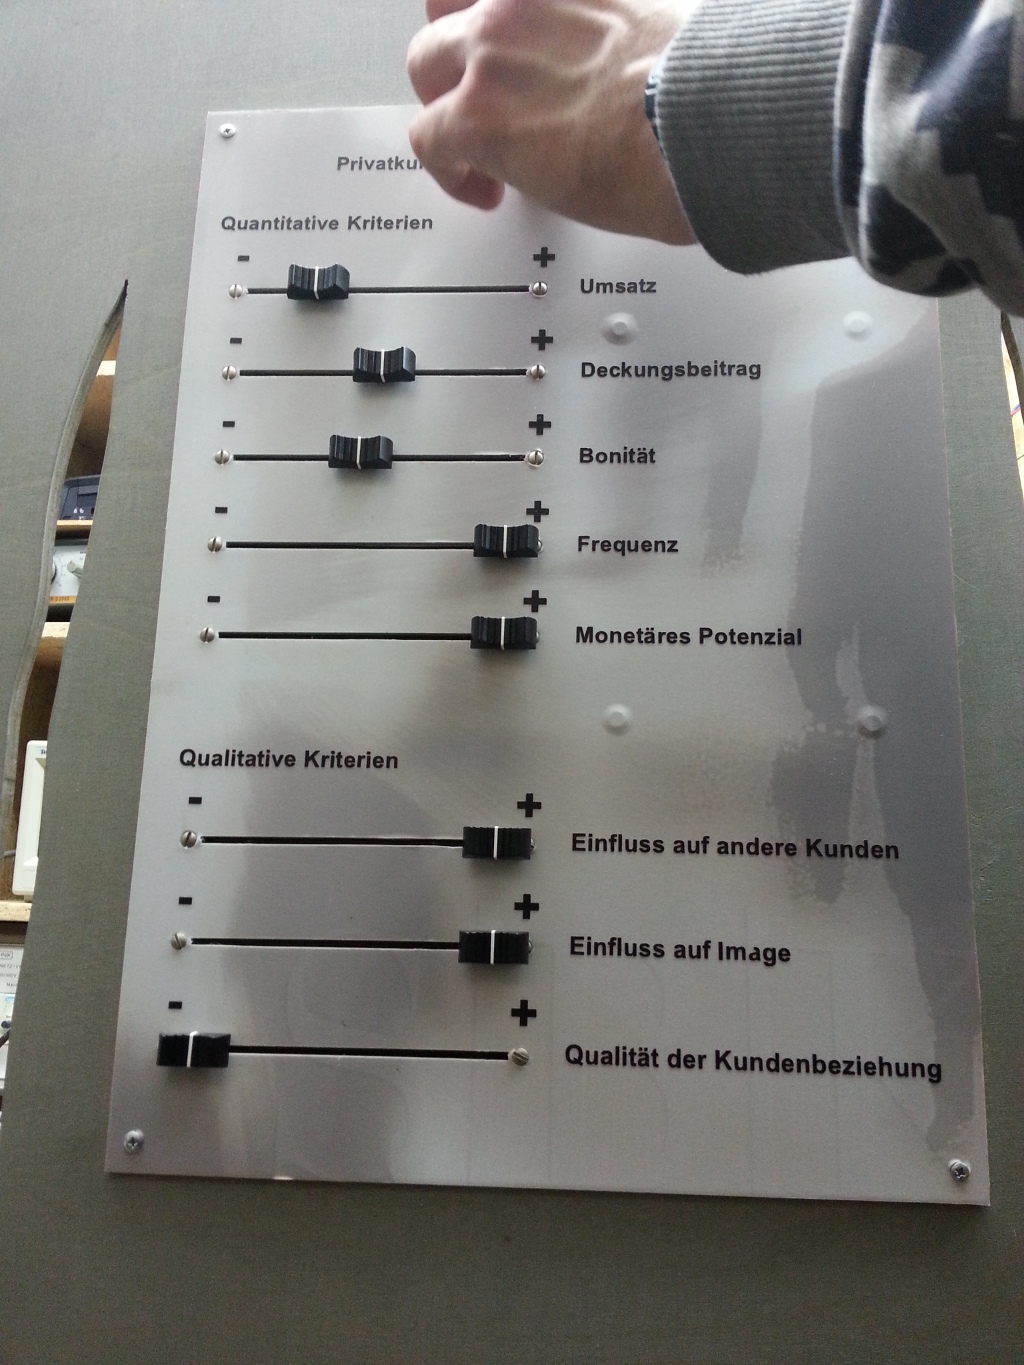 Quantitative Kriterien
- +
Umsatz
- +
Deckungsbeitrag
- +
Bonität
- +
Frequenz
- +
Monetäres Potenzial
Qualitative Kriterien
- +
Einfluss auf andere Kunden
- +
Einfluss auf Image
- +
Qualität der Kundenbeziehung